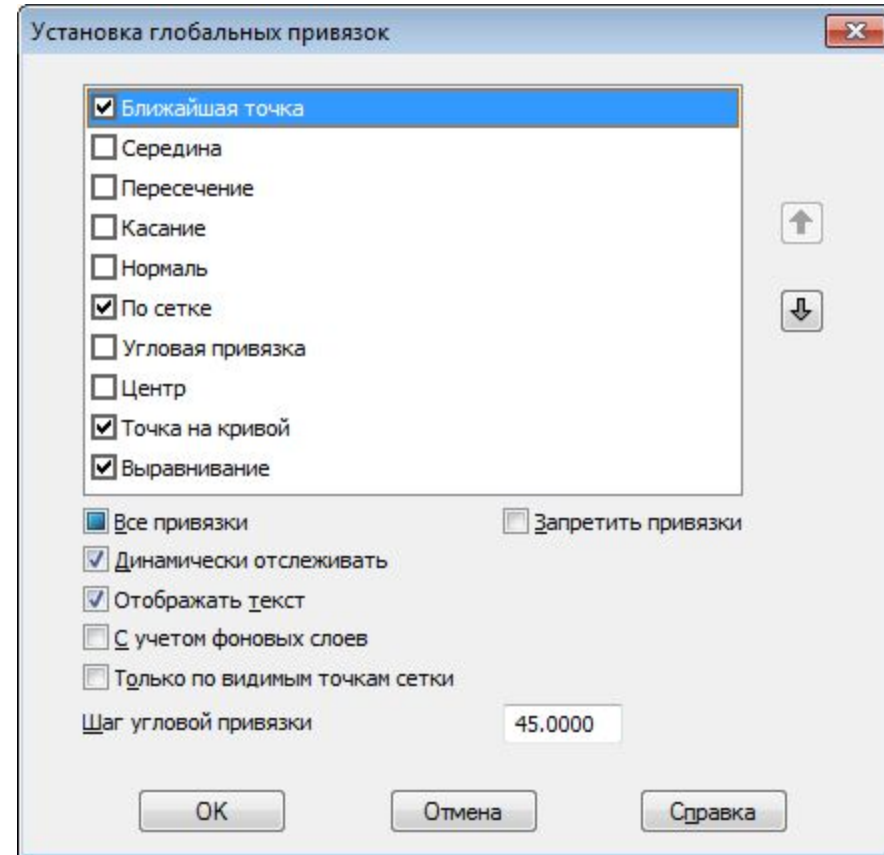 Установка глобальных привязок
Ближайшая точка
Середина
Пересечение
Касание
Нормаль
По сетке
Угловая привязка
Центр
Точка на кривой
Выравнивание
Все привязки
Запретить привязки
Динамически отслеживать
Отображать текст
С учетом фоновых слоев
Только по видимым точкам сетки
Шаг угловой привязки
45.0000
OK
Отмена
Справка